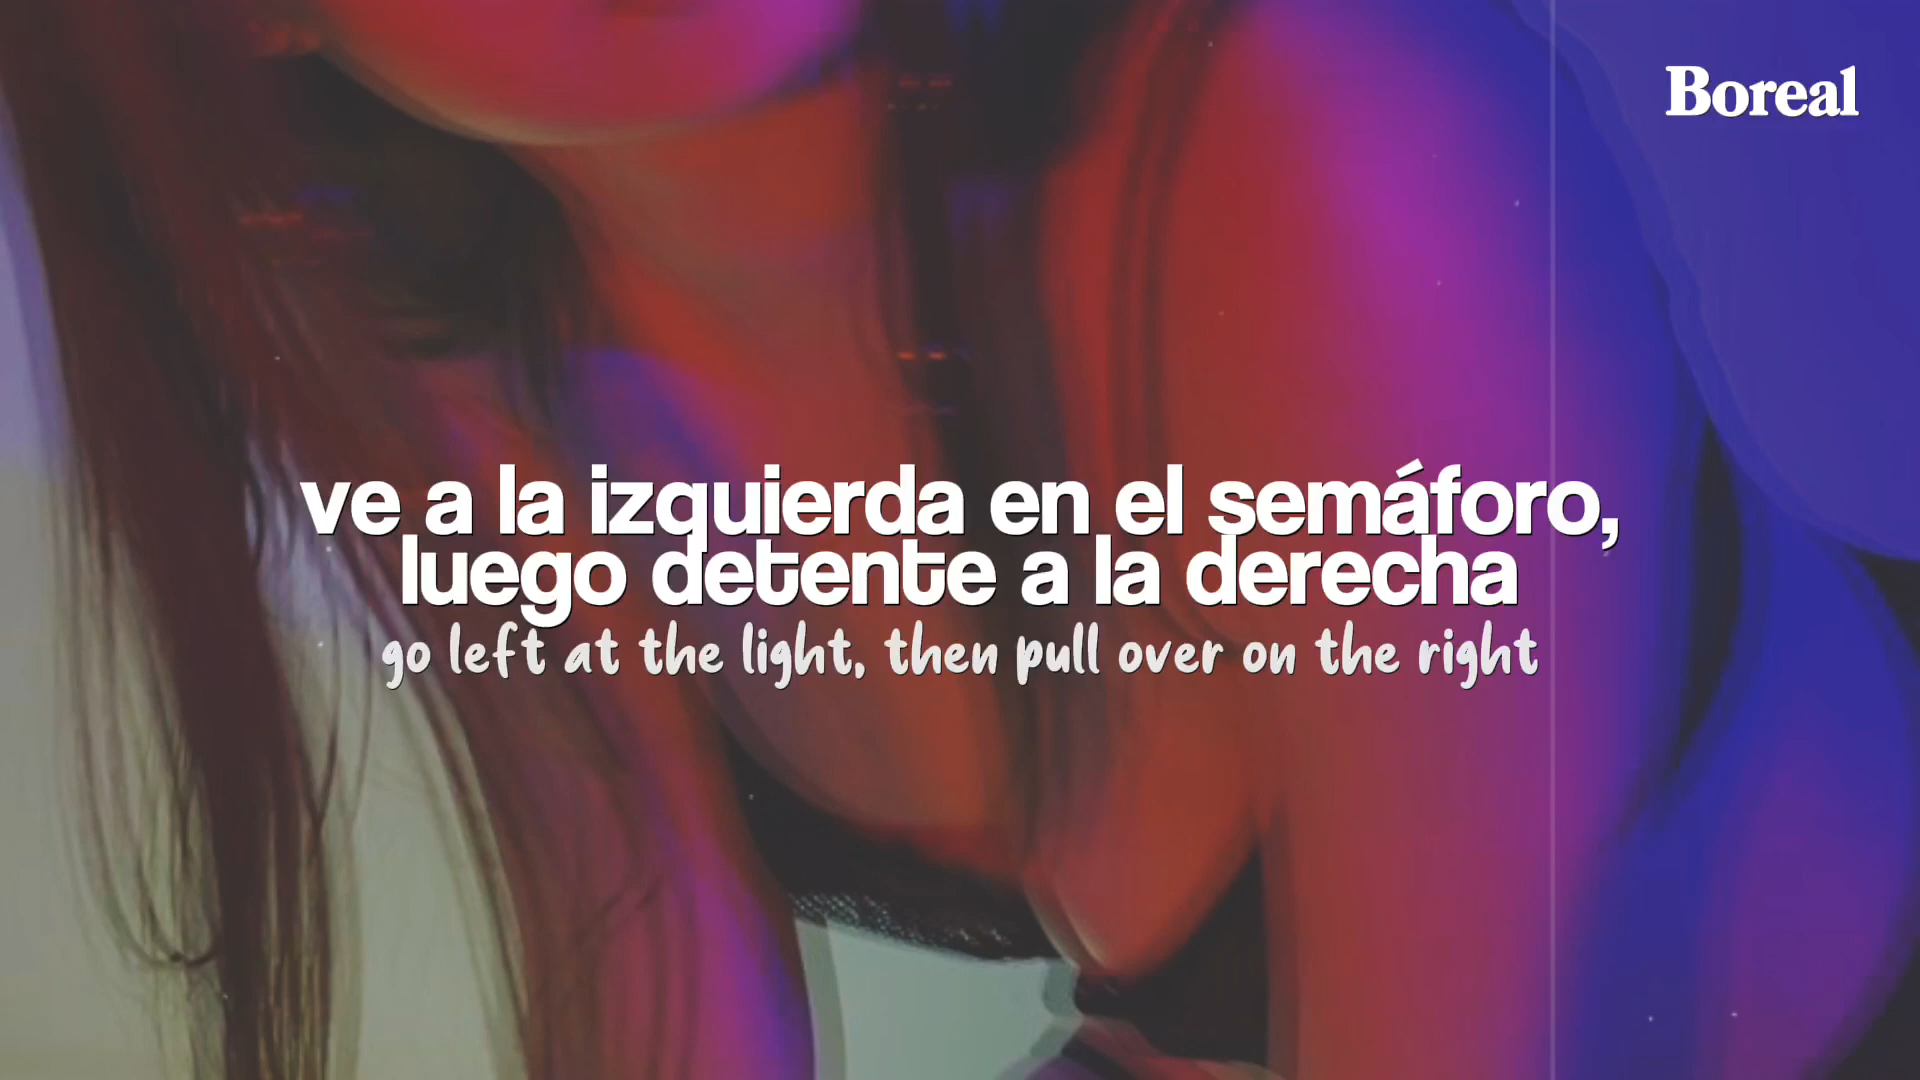 Boreal
ve a la izquierda en el semáforo,
luego detente a la derecha
go left at the light, then pull over on the right